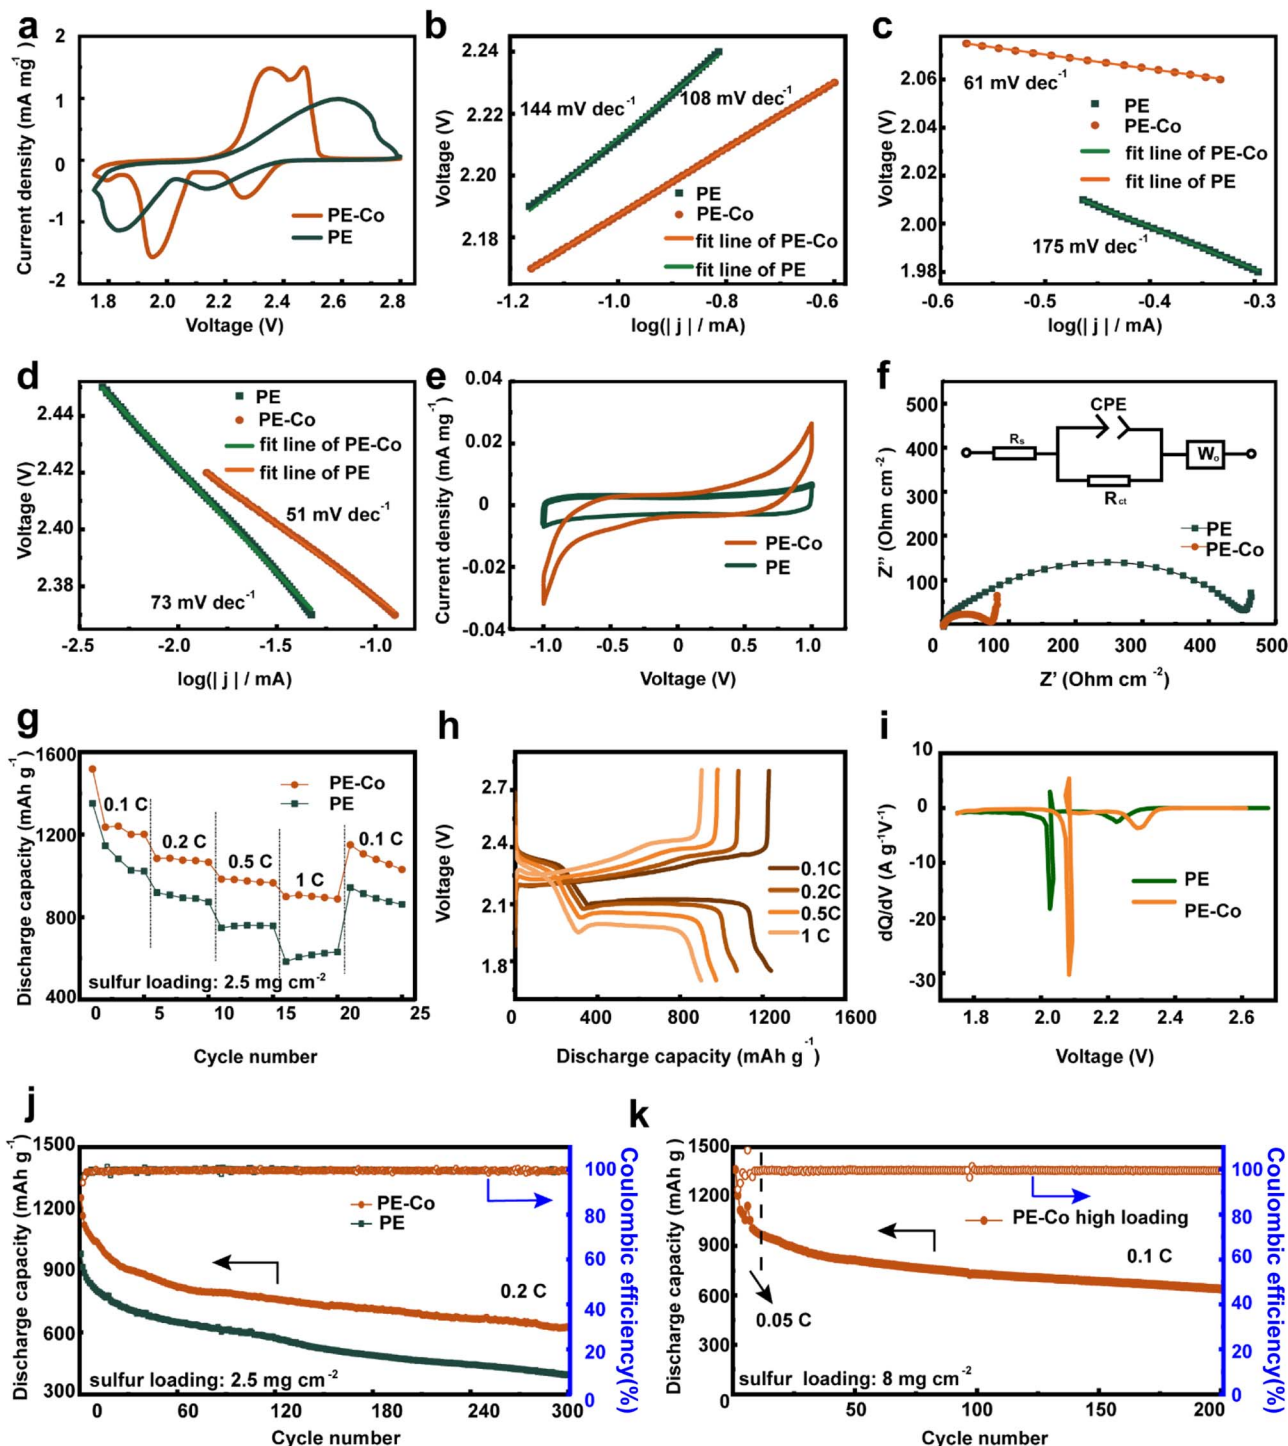 a
Current density (mA mg⁻¹)
2
1
0
-1
-2
PE-Co
PE
1.8 2.0 2.2 2.4 2.6 2.8
Voltage (V)
b
Voltage (V)
2.24
2.22
2.20
2.18
144 mV dec⁻¹
108 mV dec⁻¹
PE
PE-Co
fit line of PE-Co
fit line of PE
-1.2 -1.0 -0.8 -0.6
log(| j | / mA)
c
Voltage (V)
2.06
2.04
2.02
2.00
1.98
61 mV dec⁻¹
PE
PE-Co
fit line of PE-Co
fit line of PE
175 mV dec⁻¹
-0.6 -0.5 -0.4 -0.3
log(| j | / mA)
d
Voltage (V)
2.44
2.42
2.40
2.38
PE
PE-Co
fit line of PE-Co
fit line of PE
51 mV dec⁻¹
73 mV dec⁻¹
-2.5 -2.0 -1.5 -1.0
log(| j | / mA)
e
Current density (mA mg⁻¹)
0.04
0.02
0
-0.02
-0.04
PE-Co
PE
-1.0 -0.5 0 0.5 1.0
Voltage (V)
f
Z'' (Ohm cm⁻²)
500
400
300
200
100
CPE
Rs
Rct
Wo
PE
PE-Co
0 100 200 300 400 500
Z' (Ohm cm⁻²)
g
Discharge capacity (mAh g⁻¹)
1600
1200
800
400
PE-Co
PE
0.1 C
0.2 C
0.5 C
1 C
0.1 C
sulfur loading: 2.5 mg cm⁻²
0 5 10 15 20 25
Cycle number
h
Voltage (V)
2.7
2.4
2.1
1.8
0.1C
0.2C
0.5C
1 C
0 400 800 1200 1600
Discharge capacity (mAh g⁻¹)
i
dQ/dV (A g⁻¹V⁻¹)
10
0
-10
-20
-30
PE
PE-Co
1.8 2.0 2.2 2.4 2.6
Voltage (V)
j
Discharge capacity (mAh g⁻¹)
1500
1200
900
600
300
PE-Co
PE
0.2 C
sulfur loading: 2.5 mg cm⁻²
100
80
60
40
20
0
Coulombic efficiency(%)
0 60 120 180 240 300
Cycle number
k
Discharge capacity (mAh g⁻¹)
1500
1200
900
600
300
0
PE-Co high loading
0.1 C
0.05 C
sulfur loading: 8 mg cm⁻²
100
80
60
40
20
0
Coulombic efficiency(%)
50 100 150 200
Cycle number